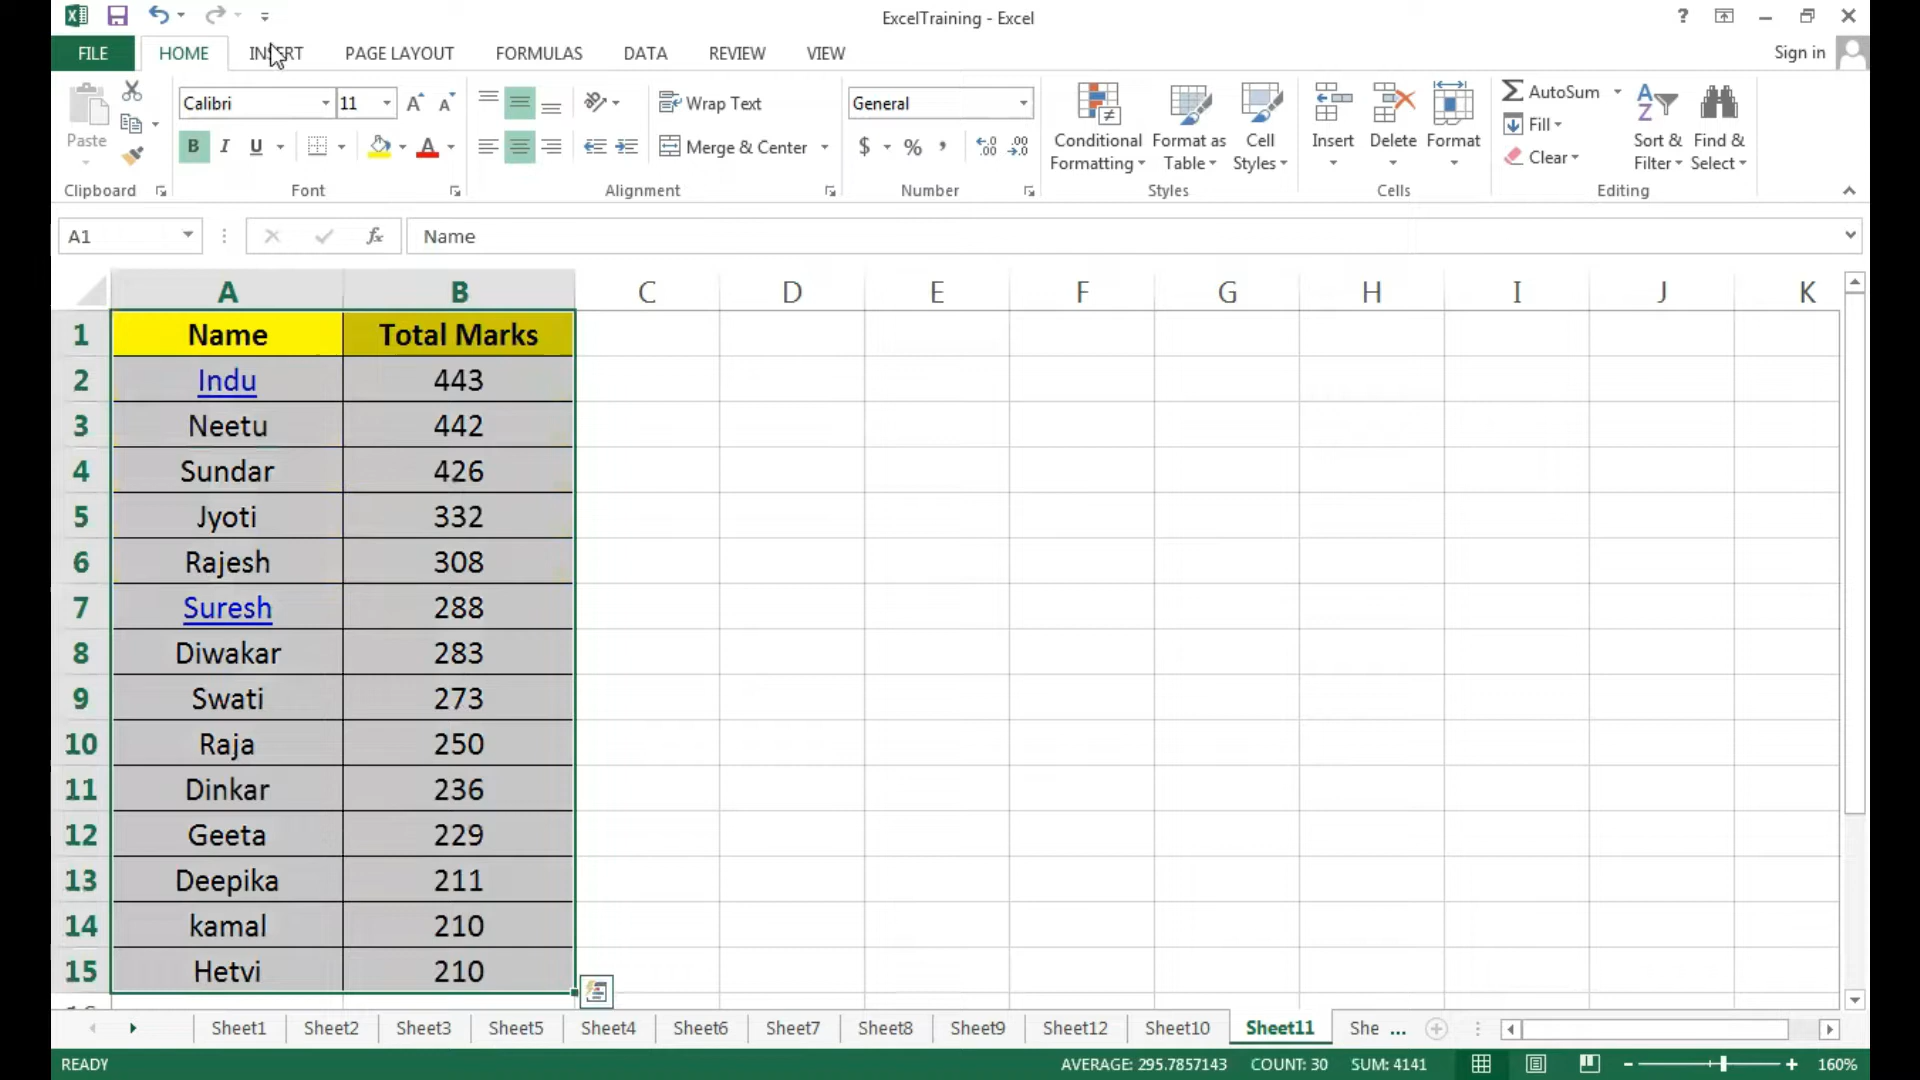 ExcelTraining - Excel
FILE HOME INSERT PAGE LAYOUT FORMULAS DATA REVIEW VIEW Sign in
Calibri 11 Wrap Text General AutoSum
Paste B I U Merge & Center $ % Conditional Formatting Format as Table Cell Styles Insert Delete Format Fill Clear Sort & Filter Find & Select
Clipboard Font Alignment Number Styles Cells Editing
A1 fx Name
A B C D E F G H I J K
1 Name Total Marks
2 Indu 443
3 Neetu 442
4 Sundar 426
5 Jyoti 332
6 Rajesh 308
7 Suresh 288
8 Diwakar 283
9 Swati 273
10 Raja 250
11 Dinkar 236
12 Geeta 229
13 Deepika 211
14 kamal 210
15 Hetvi 210
Sheet1 Sheet2 Sheet3 Sheet5 Sheet4 Sheet6 Sheet7 Sheet8 Sheet9 Sheet12 Sheet10 Sheet11 She ...
READY AVERAGE: 295.7857143 COUNT: 30 SUM: 4141 160%